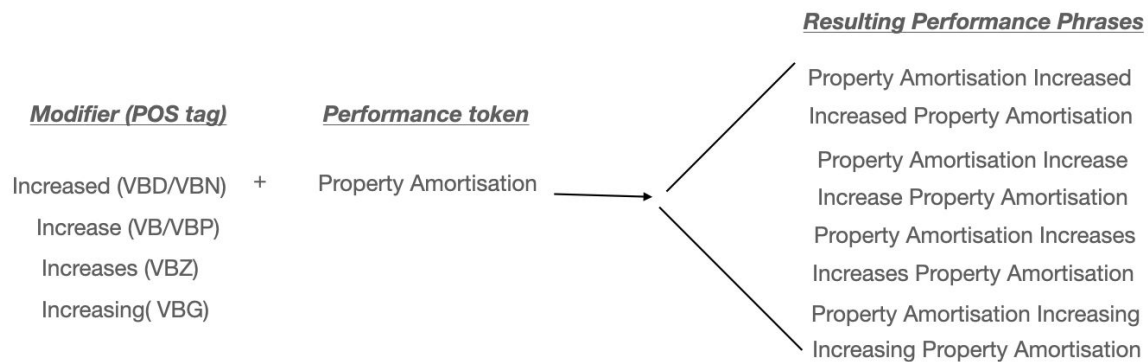 Resulting Performance Phrases
Modifier (POS tag)
Performance token
Increased (VBD/VBN)
+
Property Amortisation
Increase (VB/VBP)
Increases (VBZ)
Increasing( VBG)
Property Amortisation Increased
Increased Property Amortisation
Property Amortisation Increase
Increase Property Amortisation
Property Amortisation Increases
Increases Property Amortisation
Property Amortisation Increasing
Increasing Property Amortisation